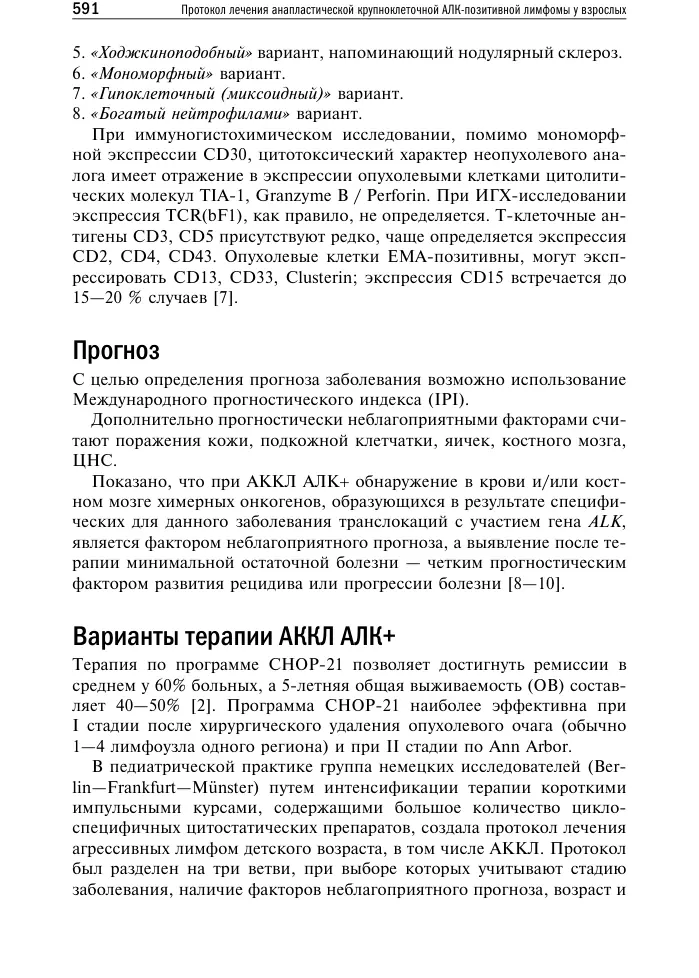 591 Протокол лечения анапластической крупноклеточной АЛК-позитивной лимфомы у взрослых
5. «Ходжкиноподобный» вариант, напоминающий нодулярный склероз.
6. «Мономорфный» вариант.
7. «Гипоклеточный (миксоидный)» вариант.
8. «Богатый нейтрофилами» вариант.
При иммуногистохимическом исследовании, помимо мономорф-
ной экспрессии CD30, цитотоксический характер неопухолевого ана-
лога имеет отражение в экспрессии опухолевыми клетками цитолити-
ческих молекул TIA-1, Granzyme B / Perforin. При ИГХ-исследовании
экспрессия TCR(bF1), как правило, не определяется. Т-клеточные ан-
тигены CD3, CD5 присутствуют редко, чаще определяется экспрессия
CD2, CD4, CD43. Опухолевые клетки EMA-позитивны, могут эксп-
рессировать CD13, CD33, Clusterin; экспрессия CD15 встречается до
15—20 % случаев [7].
Прогноз
С целью определения прогноза заболевания возможно использование
Международного прогностического индекса (IPI).
Дополнительно прогностически неблагоприятными факторами счи-
тают поражения кожи, подкожной клетчатки, яичек, костного мозга,
ЦНС.
Показано, что при АККЛ АЛК+ обнаружение в крови и/или кост-
ном мозге химерных онкогенов, образующихся в результате специфи-
ческих для данного заболевания транслокаций с участием гена ALK,
является фактором неблагоприятного прогноза, а выявление после те-
рапии минимальной остаточной болезни — четким прогностическим
фактором развития рецидива или прогрессии болезни [8—10].
Варианты терапии АККЛ АЛК+
Терапия по программе CHOP-21 позволяет достигнуть ремиссии в
среднем у 60% больных, а 5-летняя общая выживаемость (ОВ) состав-
ляет 40—50% [2]. Программа CHOP-21 наиболее эффективна при
I стадии после хирургического удаления опухолевого очага (обычно
1—4 лимфоузла одного региона) и при II стадии по Ann Arbor.
В педиатрической практике группа немецких исследователей (Ber-
lin—Frankfurt—Münster) путем интенсификации терапии короткими
импульсными курсами, содержащими большое количество цикло-
специфичных цитостатических препаратов, создала протокол лечения
агрессивных лимфом детского возраста, в том числе АККЛ. Протокол
был разделен на три ветви, при выборе которых учитывают стадию
заболевания, наличие факторов неблагоприятного прогноза, возраст и